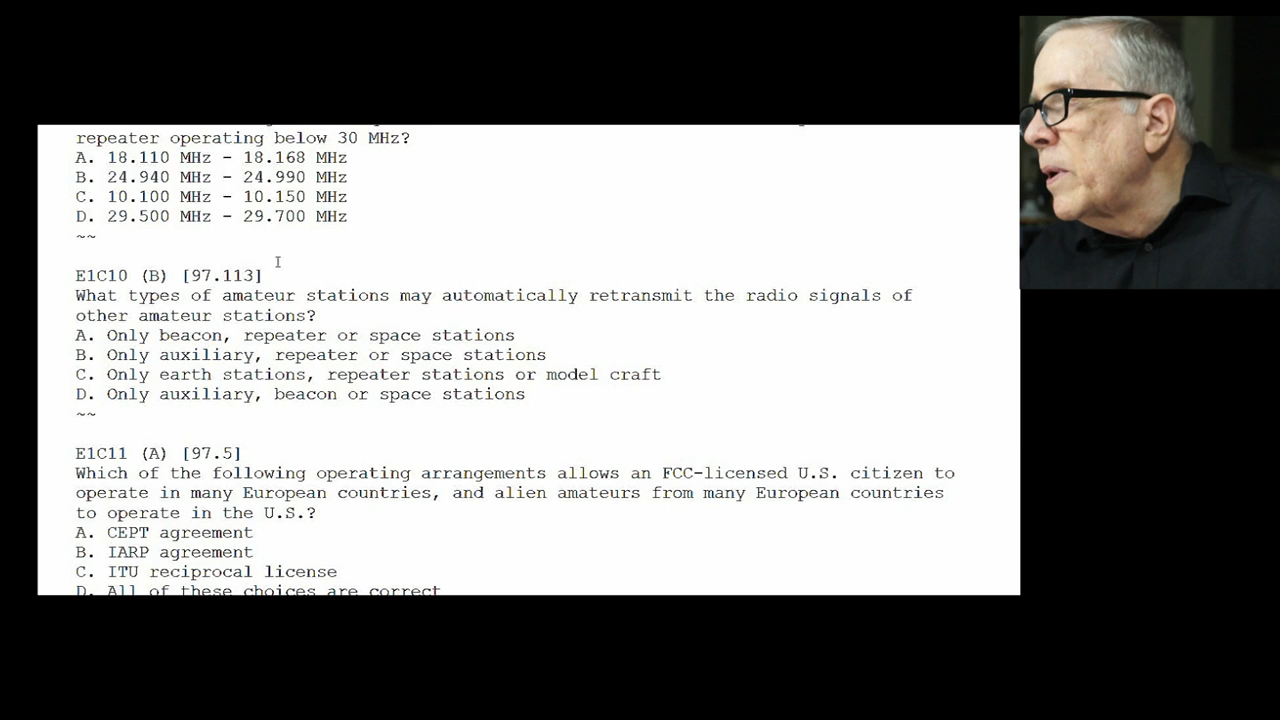 repeater operating below 30 MHz?
A. 18.110 MHz - 18.168 MHz
B. 24.940 MHz - 24.990 MHz
C. 10.100 MHz - 10.150 MHz
D. 29.500 MHz - 29.700 MHz
~~
E1C10 (B) [97.113]
What types of amateur stations may automatically retransmit the radio signals of
other amateur stations?
A. Only beacon, repeater or space stations
B. Only auxiliary, repeater or space stations
C. Only earth stations, repeater stations or model craft
D. Only auxiliary, beacon or space stations
~~
E1C11 (A) [97.5]
Which of the following operating arrangements allows an FCC-licensed U.S. citizen to
operate in many European countries, and alien amateurs from many European countries
to operate in the U.S.?
A. CEPT agreement
B. IARP agreement
C. ITU reciprocal license
D. All of these choices are correct